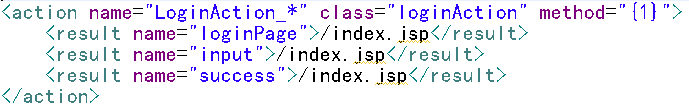 <action name="LoginAction_*" class="loginAction" method="{1}">
<result name="loginPage">/index.jsp</result>
<result name="input">/index.jsp</result>
<result name="success">/index.jsp</result>
</action>